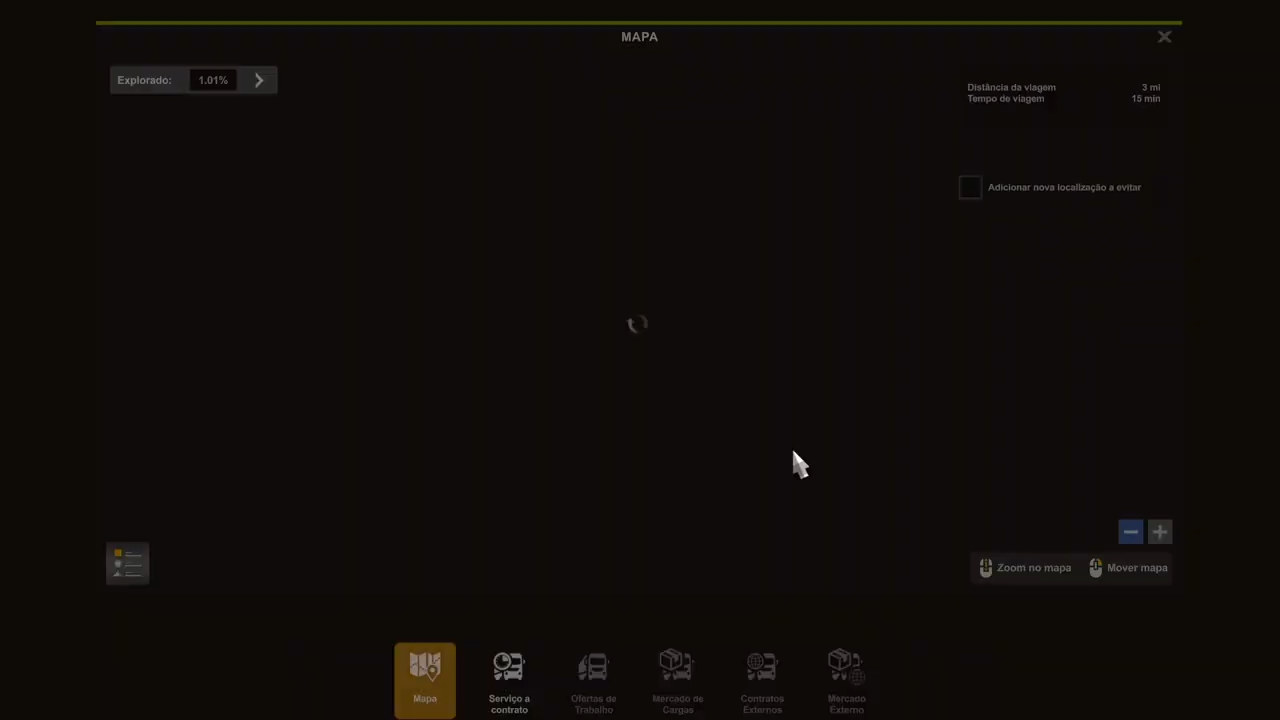 MAPA
Explorado: 1.01%
Distância da viagem 3 mi
Tempo de viagem 15 min
Adicionar nova localização a evitar
Zoom no mapa Mover mapa
Mapa
Serviço a
contrato
Ofertas de
Trabalho
Mercado de
Cargas
Contratos
Externos
Mercado
Externo